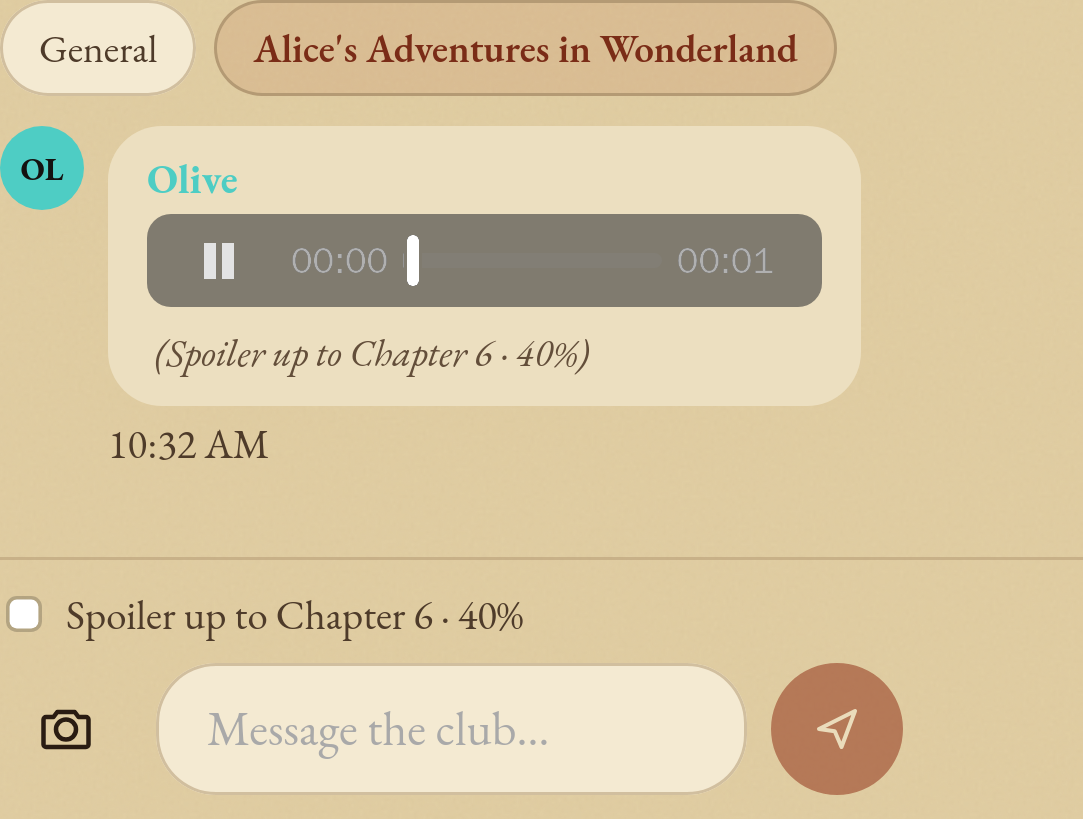 General
Alice's Adventures in Wonderland
OL
Olive
00:00
00:01
(Spoiler up to Chapter 6 · 40%)
10:32 AM
Spoiler up to Chapter 6 · 40%
Message the club...